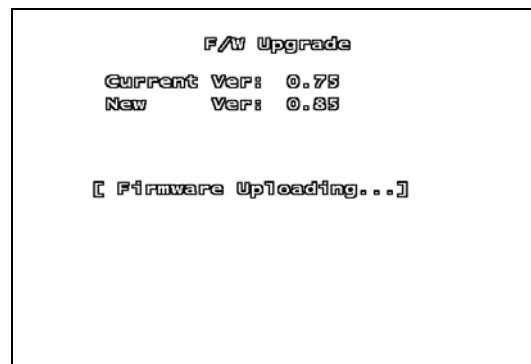 F/W Upgrade
Current Ver: 0.75
New Ver: 0.85
[ Firmware Uploading...]